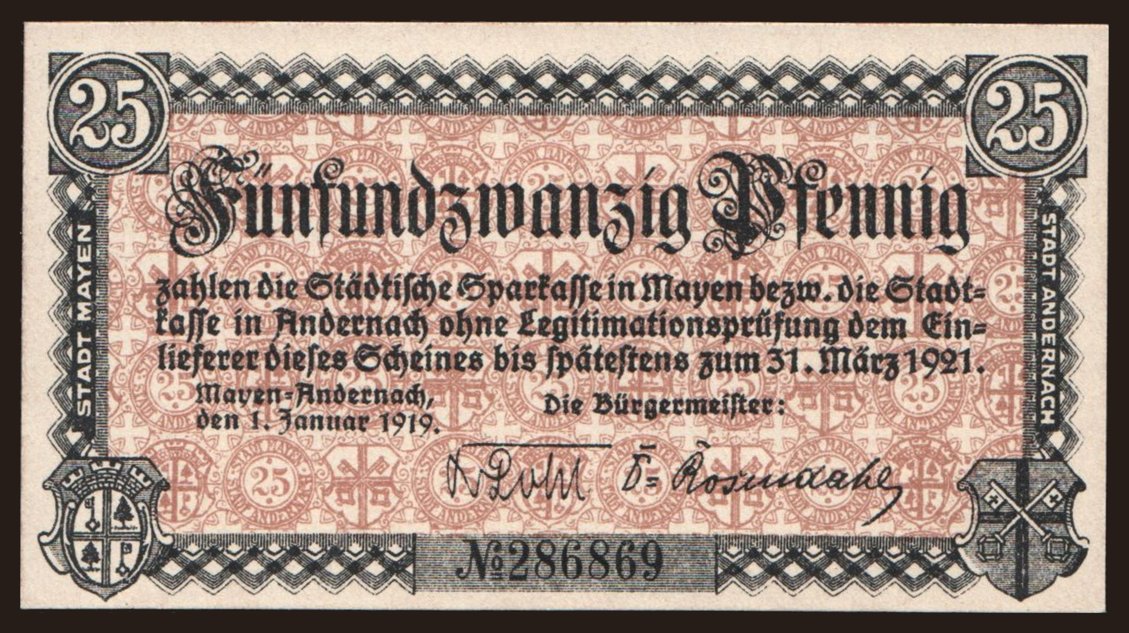 25 25
Fünfundzwanzig Pfennig
zahlen die Städtische Sparkasse in Mayen bezw. die Stadt=
kasse in Andernach ohne Legitimationsprüfung dem Ein=
lieferer dieses Scheines bis spätestens zum 31. März 1921.
Mayen=Andernach,
den 1. Januar 1919.
Die Bürgermeister:
Dr Rosendahl
STADT MAYEN
STADT ANDERNACH
№286869